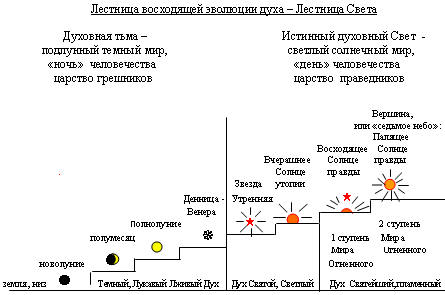 Лестница восходящей эволюции духа – Лестница Света
Духовная тьма –
подлунный темный мир,
«ночь» человечества
царство грешников
Истинный духовный Свет -
светлый солнечный мир,
«день» человечества
царство праведников
Вершина,
или «седьмое небо»:
Палящее
Солнце
правды
Восходящее
Солнце
правды
Вчерашнее
Солнце
утопии
Звезда
Утренняя
Денница -
Венера
полнолуние
полумесяц
новолуние
1 ступень
Мира
Огненного
2 ступень
Мира
Огненного
земля, низ
Темный, Лукавый Лживый Дух
Дух Святой, Светлый
Дух Святейший,пламенный